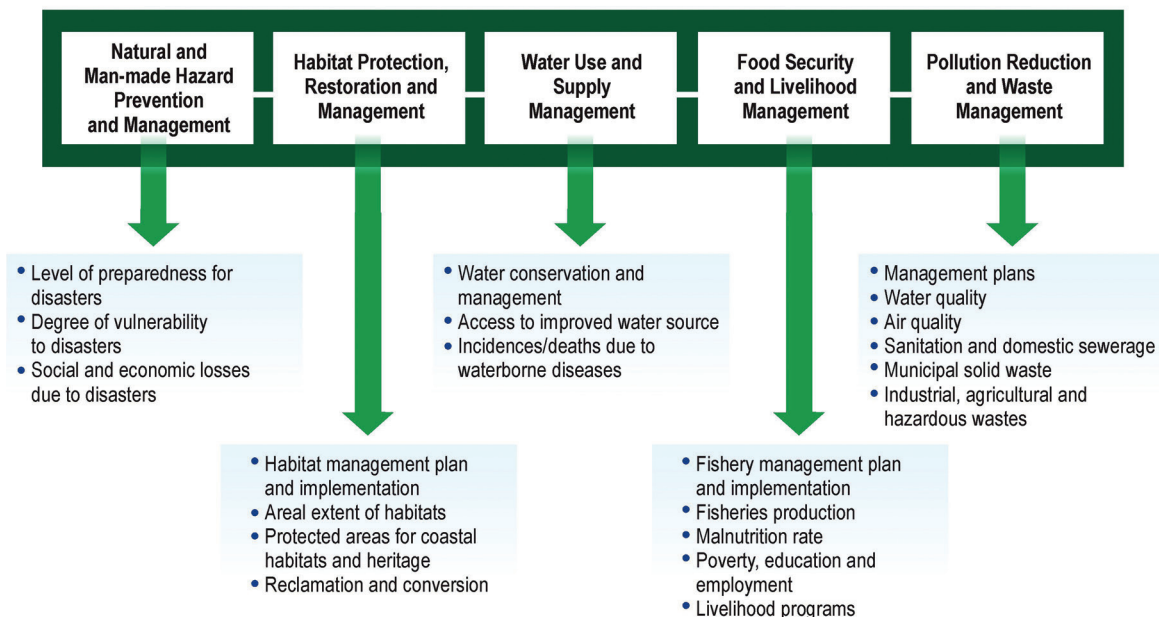 Natural and
Man-made Hazard
Prevention
and Management
Habitat Protection,
Restoration and
Management
Water Use and
Supply
Management
Food Security
and Livelihood
Management
Pollution Reduction
and Waste
Management
• Level of preparedness for
disasters
• Degree of vulnerability
to disasters
• Social and economic losses
due to disasters
• Water conservation and
management
• Access to improved water source
• Incidences/deaths due to
waterborne diseases
• Management plans
• Water quality
• Air quality
• Sanitation and domestic sewerage
• Municipal solid waste
• Industrial, agricultural and
hazardous wastes
• Habitat management plan
and implementation
• Areal extent of habitats
• Protected areas for coastal
habitats and heritage
• Reclamation and conversion
• Fishery management plan
and implementation
• Fisheries production
• Malnutrition rate
• Poverty, education and
employment
• Livelihood programs